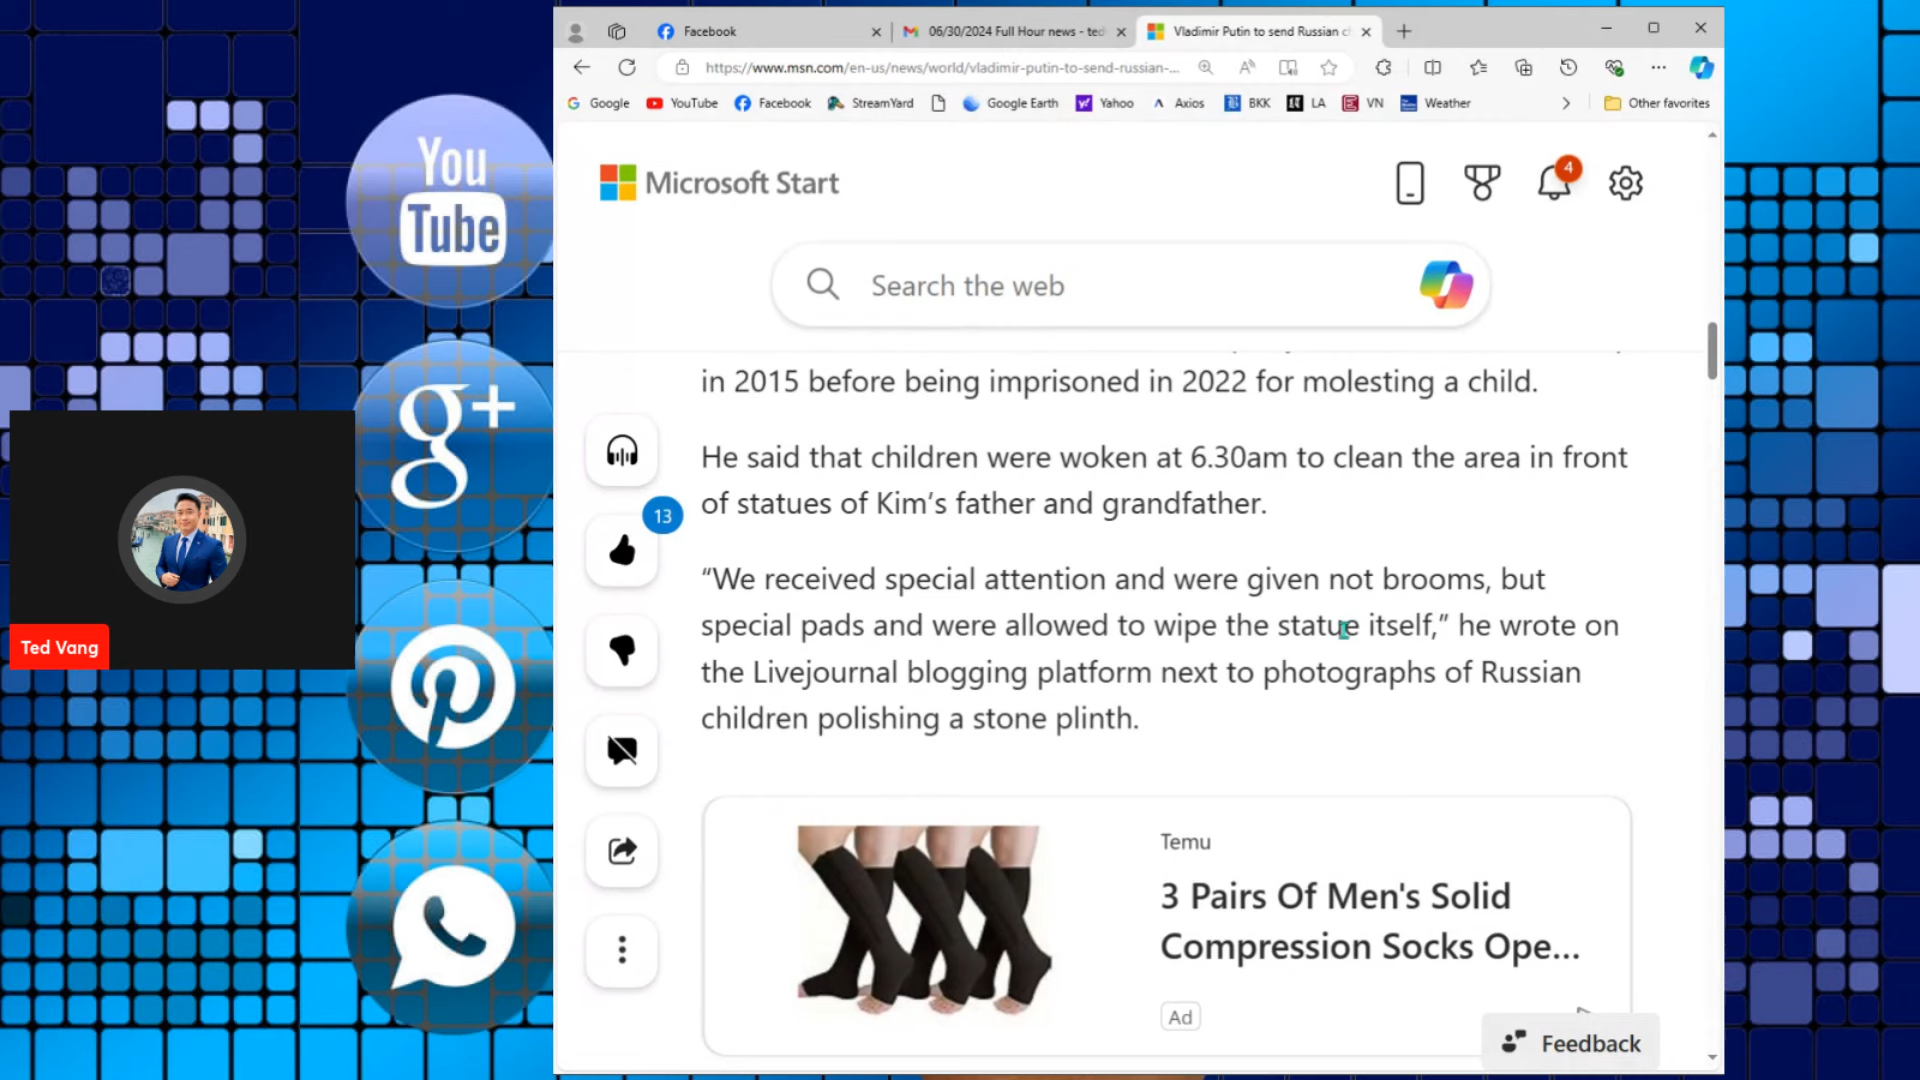 Facebook
06/30/2024 Full Hour news - ted
Vladimir Putin to send Russian c
https://www.msn.com/en-us/news/world/vladimir-putin-to-send-russian-...
Google
YouTube
Facebook
StreamYard
Google Earth
Yahoo
Axios
BKK
LA
VN
Weather
Other favorites
You
Tube
g+
Microsoft Start
4
Search the web
in 2015 before being imprisoned in 2022 for molesting a child.
He said that children were woken at 6.30am to clean the area in front
of statues of Kim’s father and grandfather.
13
“We received special attention and were given not brooms, but
special pads and were allowed to wipe the statue itself,” he wrote on
the Livejournal blogging platform next to photographs of Russian
children polishing a stone plinth.
Ted Vang
Temu
3 Pairs Of Men's Solid
Compression Socks Ope...
Ad
Feedback